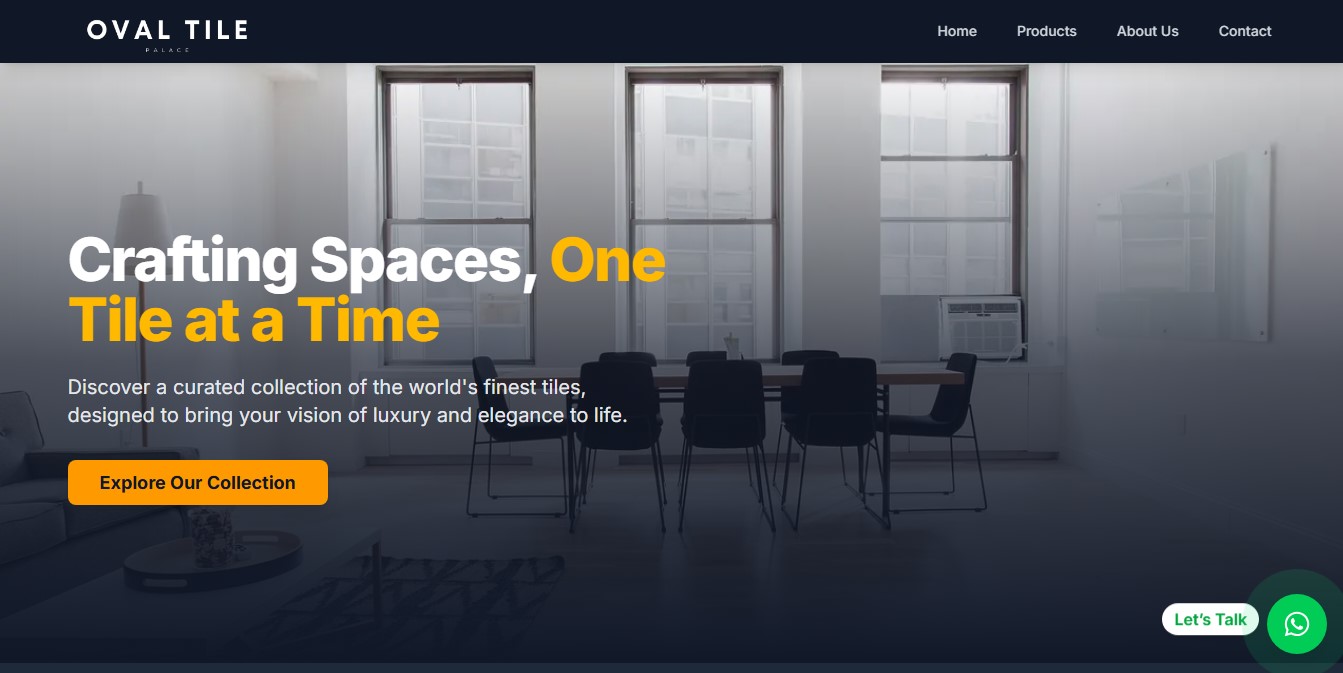 OVAL TILE
PALACE
Home
Products
About Us
Contact
Crafting Spaces, One
Tile at a Time
Discover a curated collection of the world's finest tiles,
designed to bring your vision of luxury and elegance to life.
Explore Our Collection
Let’s Talk